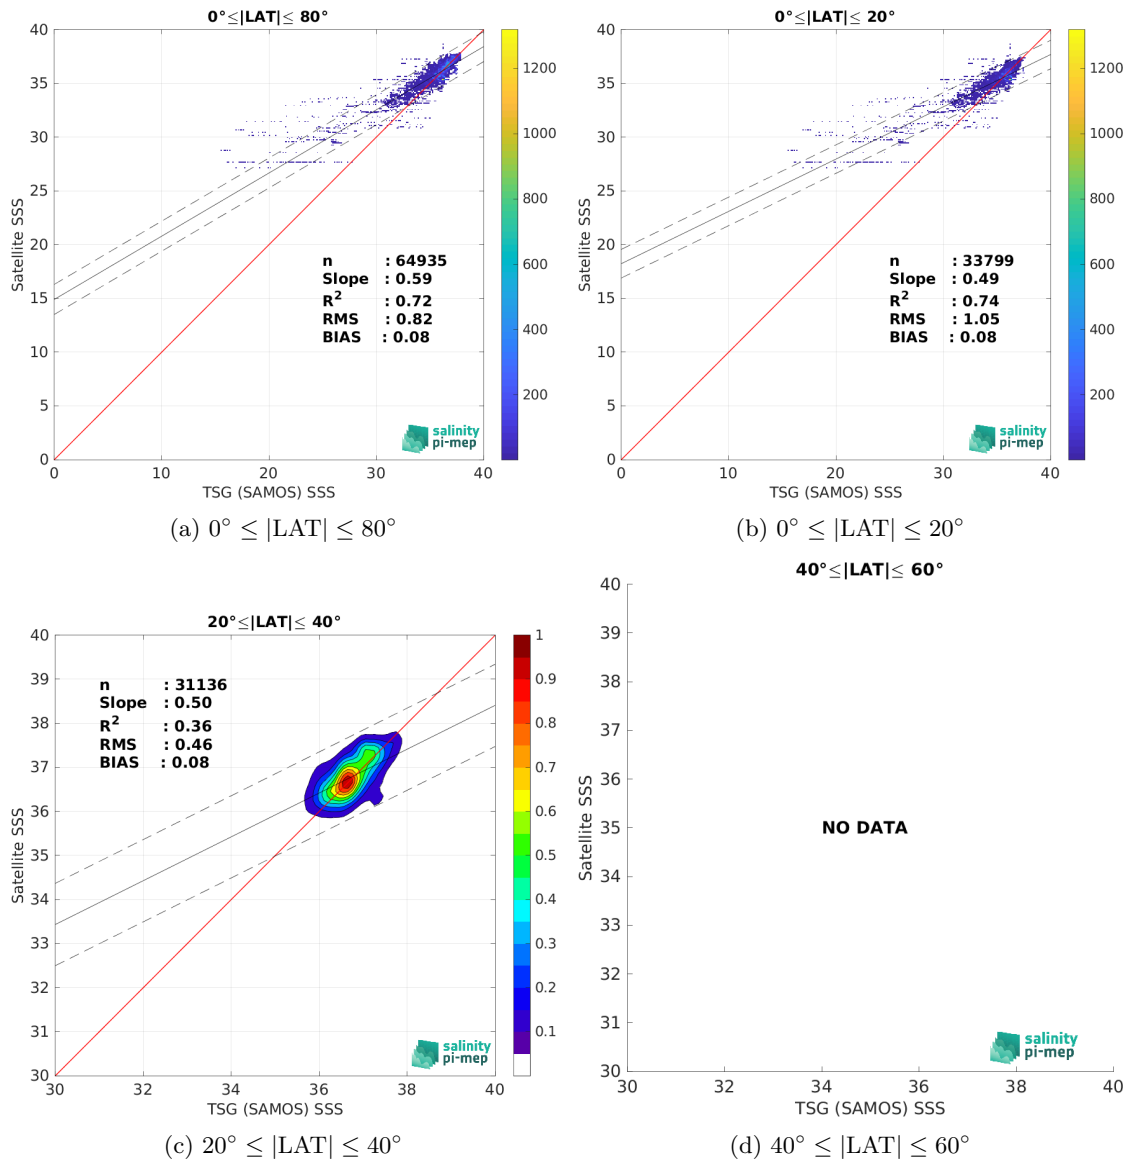 0°≤|LAT|≤ 80°
40
35
30
25
20
15
10
5
0
Satellite SSS
n : 64935
Slope : 0.59
R² : 0.72
RMS : 0.82
BIAS : 0.08
salinity
pi-mep
0 10 20 30 40
TSG (SAMOS) SSS
1200
1000
800
600
400
200
(a) 0° ≤ |LAT| ≤ 80°
0°≤|LAT|≤ 20°
40
35
30
25
20
15
10
5
0
Satellite SSS
n : 33799
Slope : 0.49
R² : 0.74
RMS : 1.05
BIAS : 0.08
salinity
pi-mep
0 10 20 30 40
TSG (SAMOS) SSS
1200
1000
800
600
400
200
(b) 0° ≤ |LAT| ≤ 20°
20°≤|LAT|≤ 40°
40
39
38
37
36
35
34
33
32
31
30
Satellite SSS
n : 31136
Slope : 0.50
R² : 0.36
RMS : 0.46
BIAS : 0.08
salinity
pi-mep
30 32 34 36 38 40
TSG (SAMOS) SSS
1
0.9
0.8
0.7
0.6
0.5
0.4
0.3
0.2
0.1
(c) 20° ≤ |LAT| ≤ 40°
40°≤|LAT|≤ 60°
40
39
38
37
36
35
34
33
32
31
30
Satellite SSS
NO DATA
salinity
pi-mep
30 32 34 36 38 40
TSG (SAMOS) SSS
(d) 40° ≤ |LAT| ≤ 60°